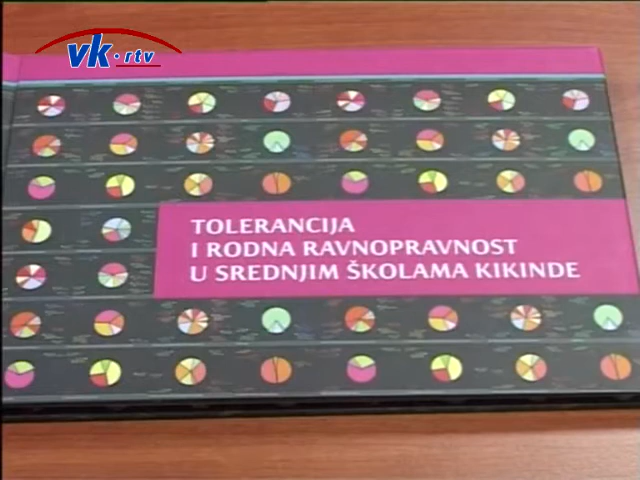 vk·rtv
TOLERANCIJA
I RODNA RAVNOPRAVNOST
U SREDNJIM ŠKOLAMA KIKINDE